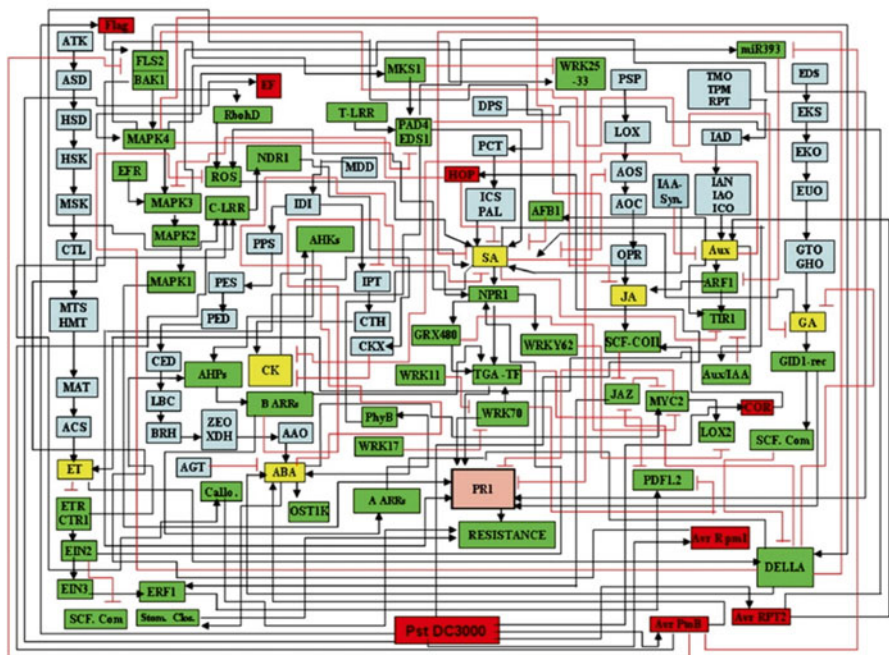 Flag
ATK
FLS2
BAK1
EF
MKS1
WRK25
-33
miR393
PSP
TMO
TPM
RPT
EDS
ASD
RbohD
T-LRR
DPS
HSD
MAPK4
PAD4
EDS1
LOX
IAD
EKS
HSK
EFR
NDR1
MDD
PCT
EKO
ROS
HOP
AOS
IAN
IAO
ICO
EUO
MSK
MAPK3
C-LRR
IDI
ICS
PAL
AFB1
AOC
IAA-
Syn.
CTL
MAPK2
PPS
AHKs
SA
OPR
Aux
GTO
GHO
MAPK1
PES
IPT
NPR1
JA
ARF1
MTS
HMT
PED
CTH
GRX480
WRKY62
SCF-COI1
TIR1
GA
CED
CK
CKX
AHPs
WRK11
TGA-TF
Aux/IAA
GID1-rec
MAT
LBC
B ARRs
PhyB
WRK70
JAZ
MYC2
COR
ACS
BRH
ZEO
XDH
AAO
WRK17
LOX2
SCF. Com
ET
AGT
ABA
PR1
PDF1.2
ETR
CTR1
Callo.
OST1K
A ARRs
RESISTANCE
Avr Rpm1
EIN2
DELLA
EIN3
ERF1
SCF. Com
Stom. Clos.
Pst DC3000
Avr PtoB
Avr RPT2